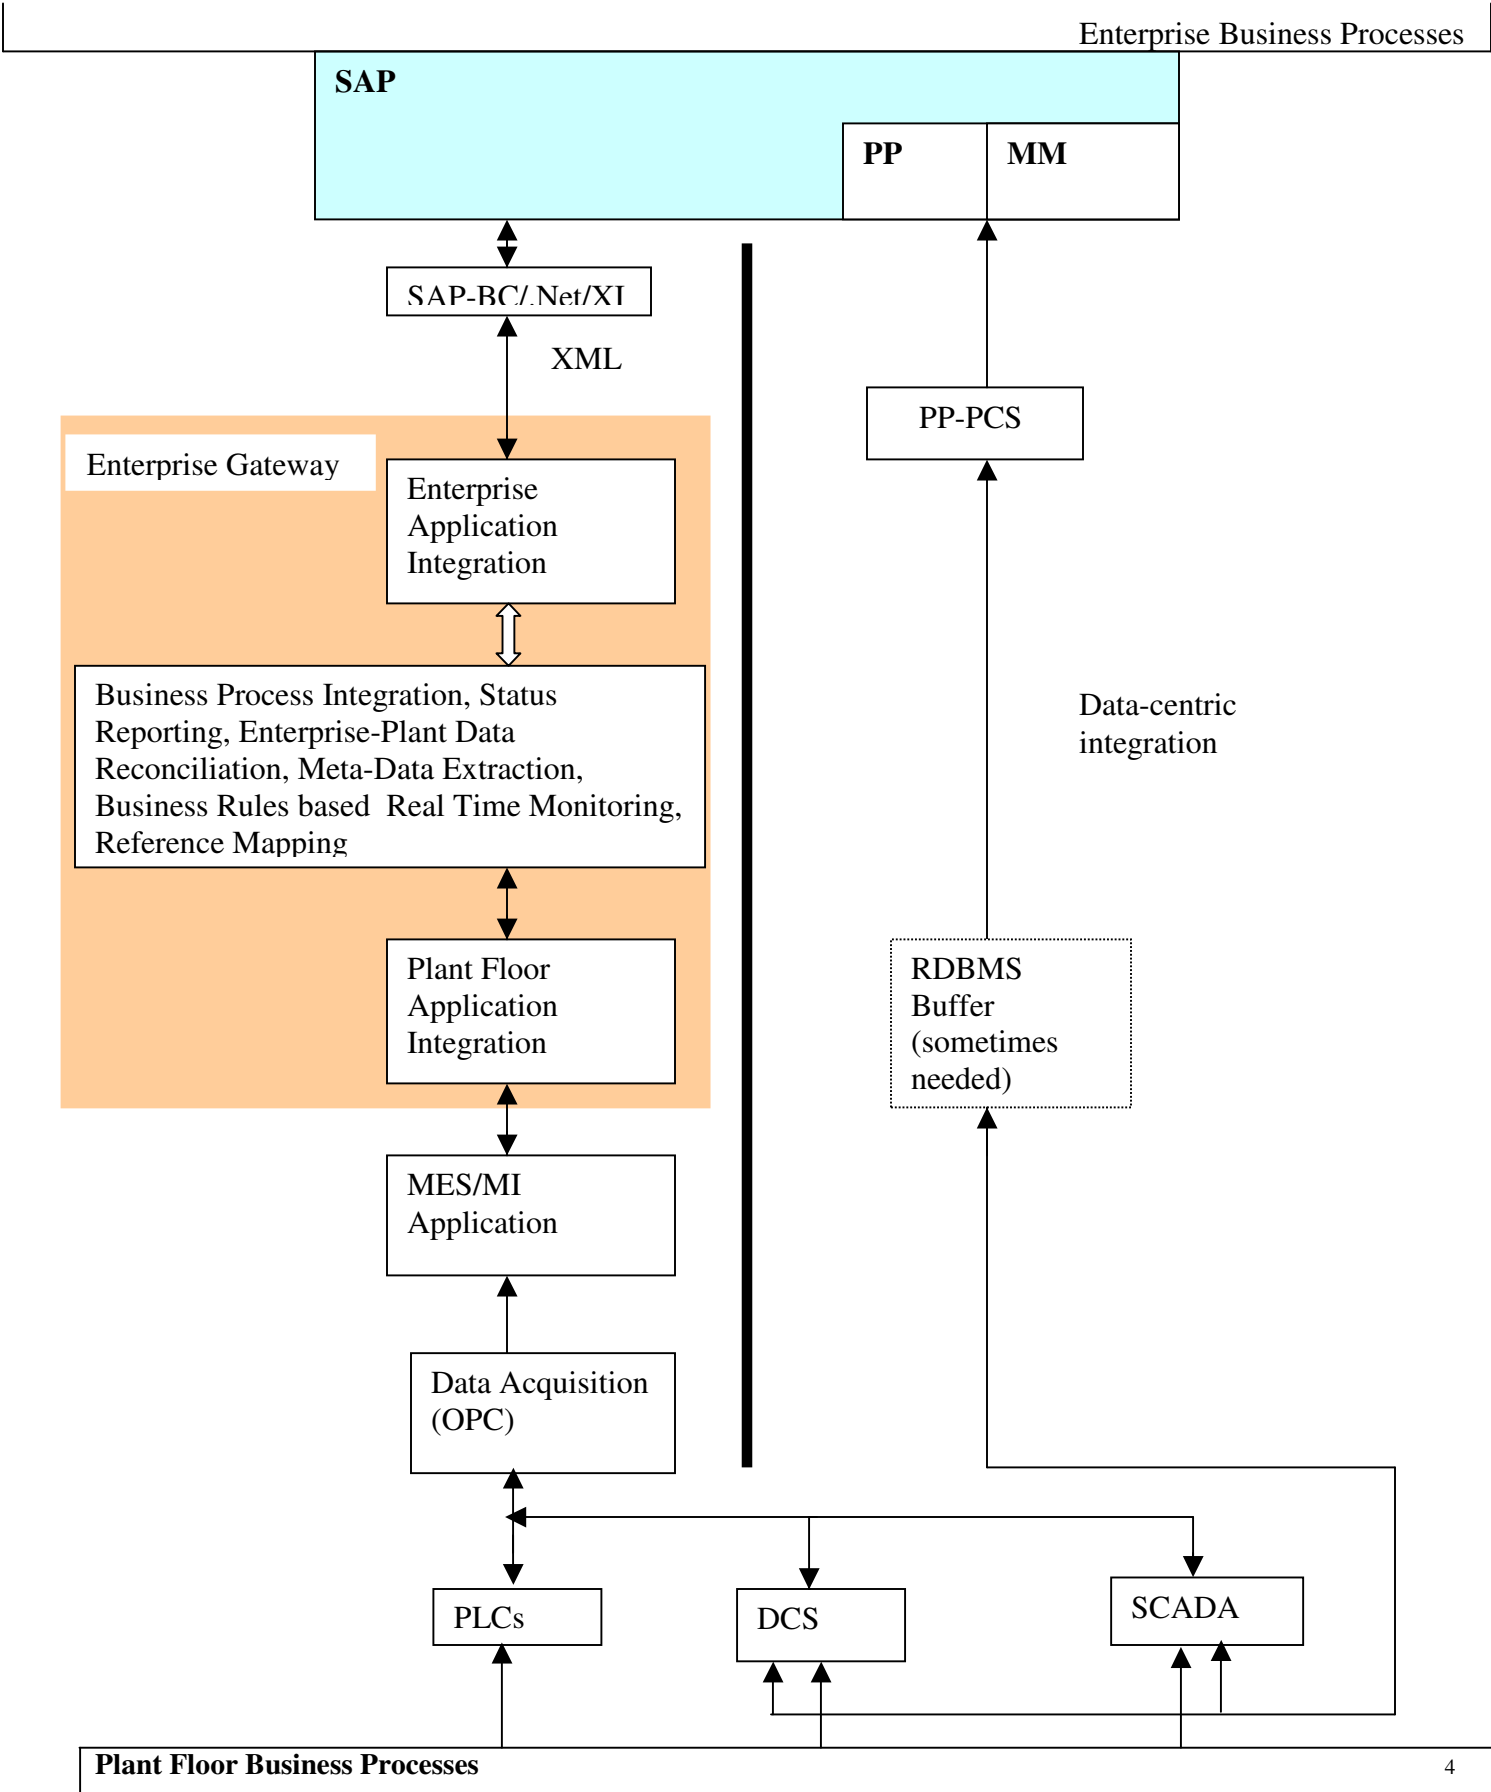 Enterprise Business Processes
SAP
PP
MM
SAP-BC/.Net/XI
XML
PP-PCS
Enterprise Gateway
Enterprise
Application
Integration
Business Process Integration, Status
Reporting, Enterprise-Plant Data
Reconciliation, Meta-Data Extraction,
Business Rules based  Real Time Monitoring,
Reference Mapping
Data-centric
integration
Plant Floor
Application
Integration
RDBMS
Buffer
(sometimes
needed)
MES/MI
Application
Data Acquisition
(OPC)
PLCs
DCS
SCADA
Plant Floor Business Processes
4